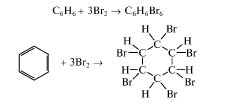 C₆H₆ + 3Br₂ → C₆H₆Br₆
H Br
H C H
Br–C C–Br
+ 3Br₂ →
H–C C–H
Br C Br
H Br